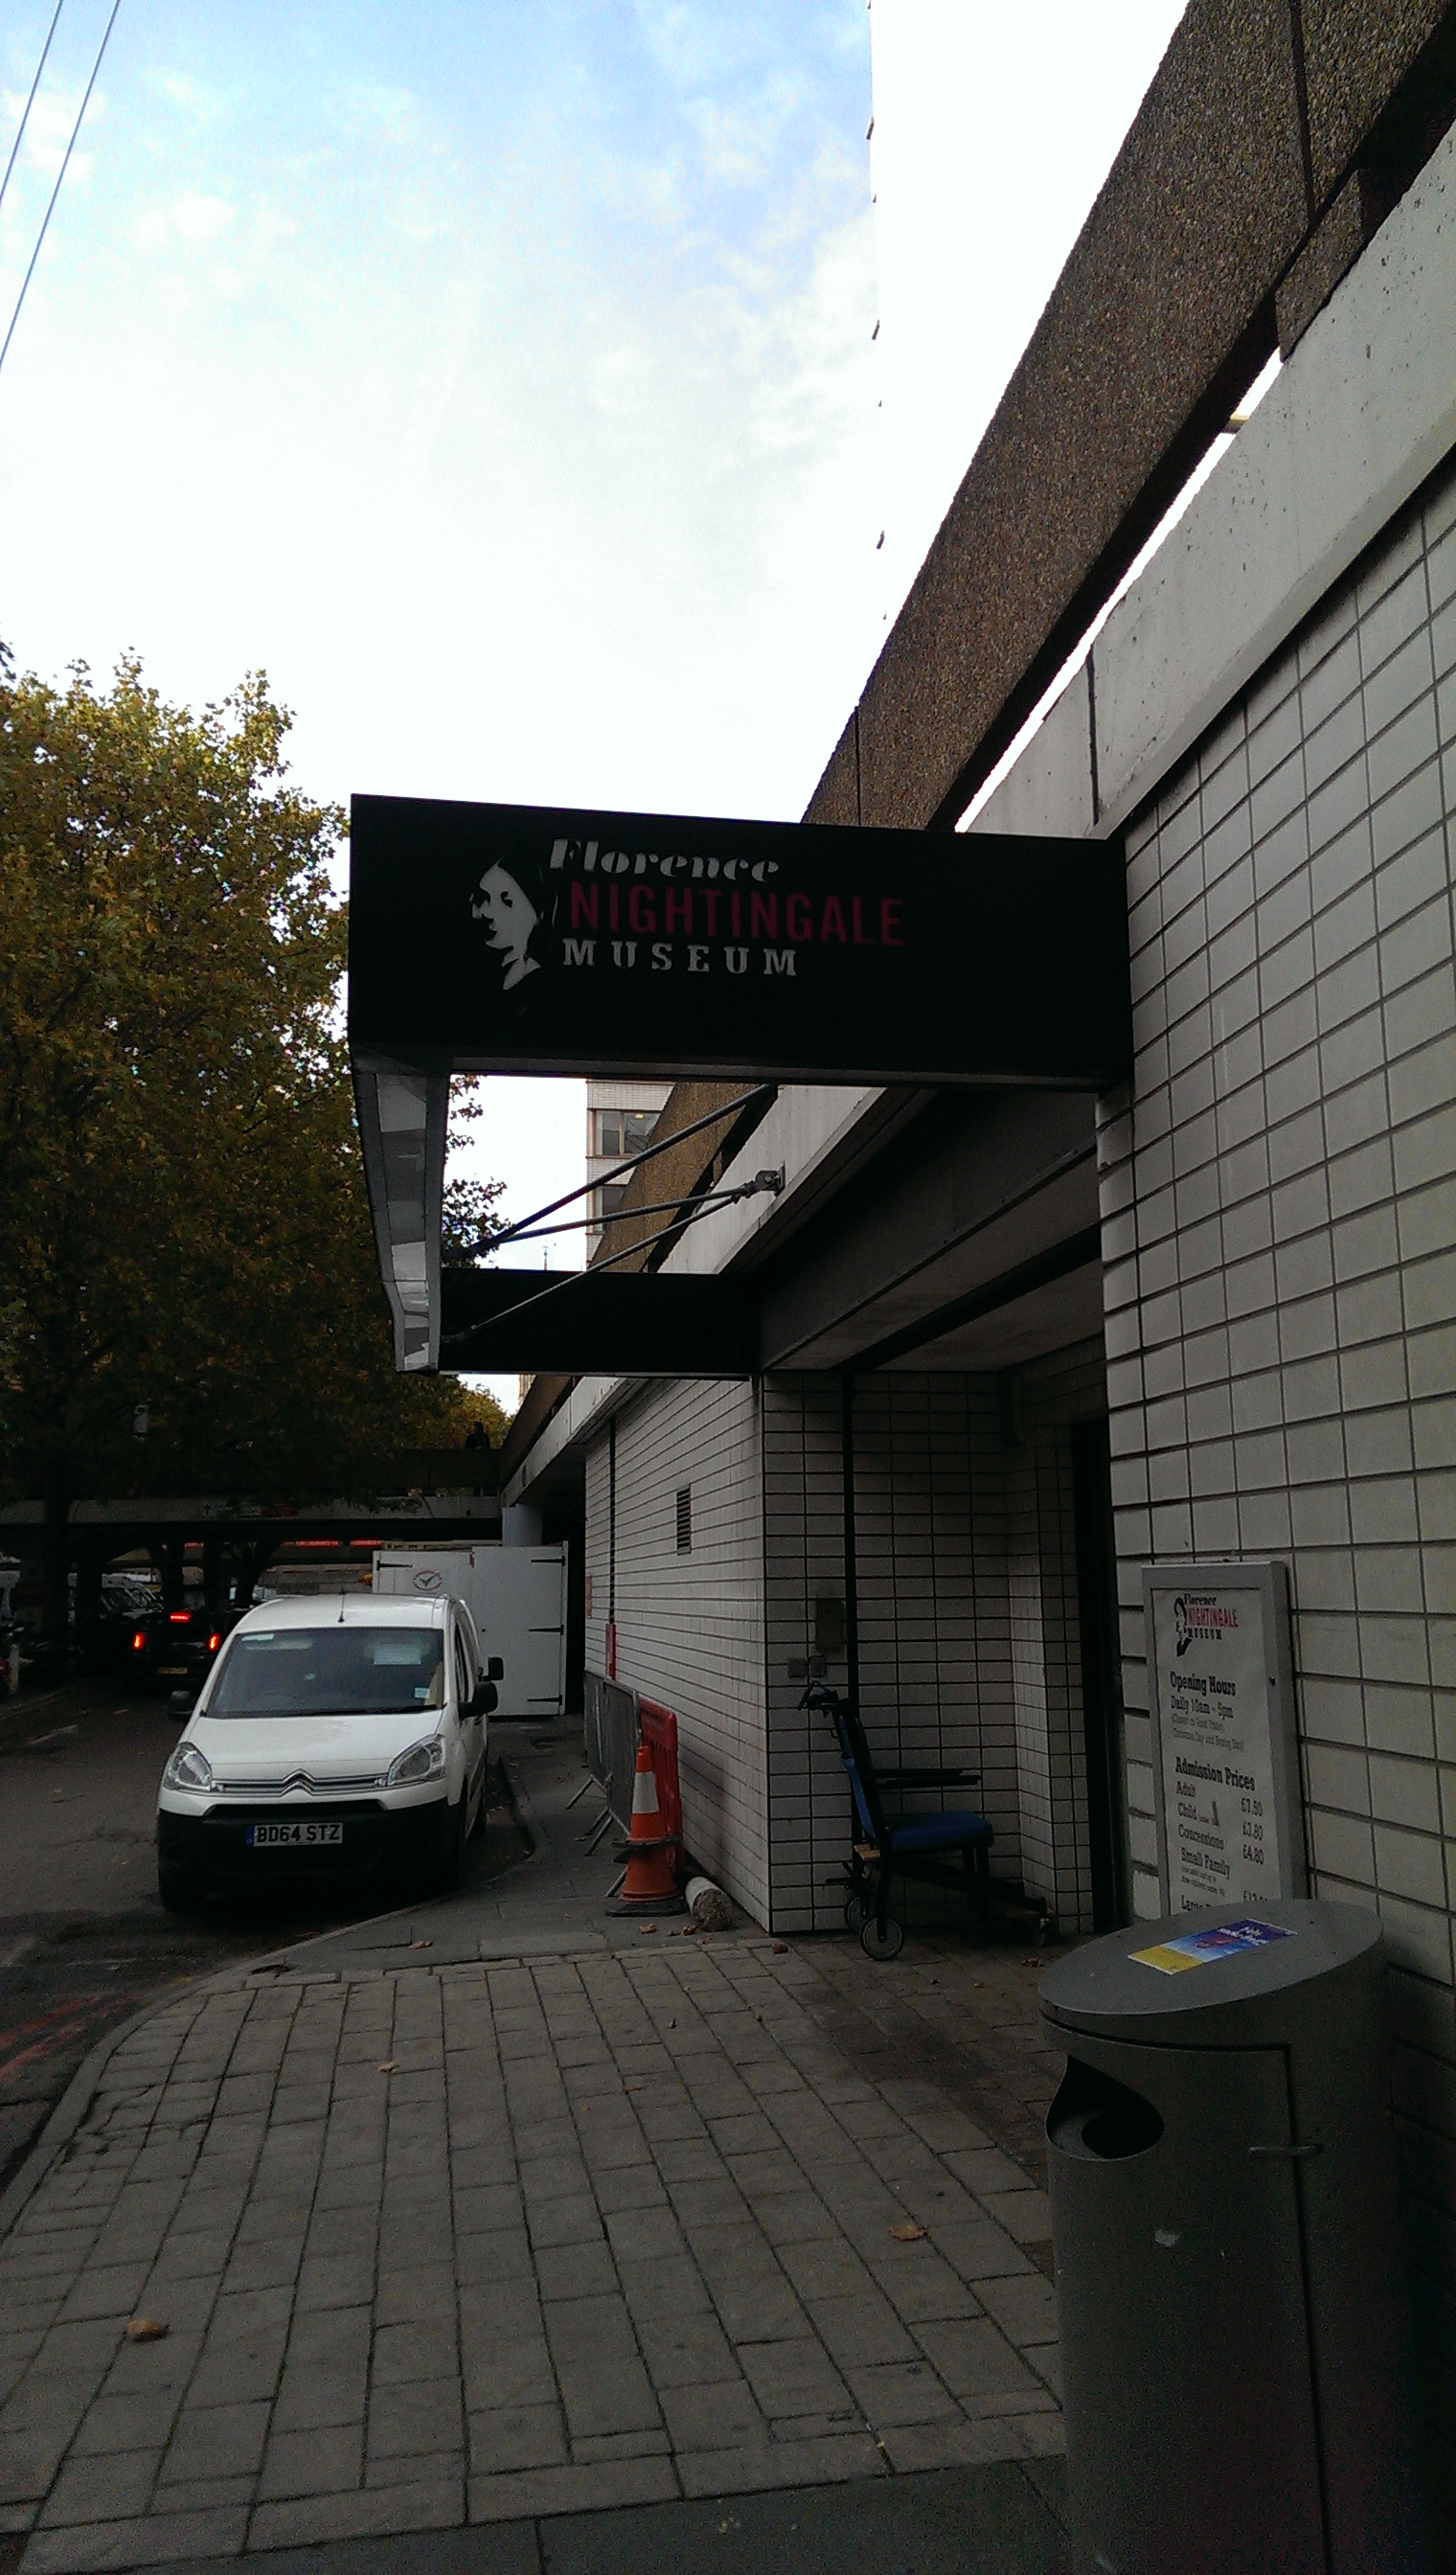 Florence
NIGHTINGALE
MUSEUM
BD64 STZ
Florence
NIGHTINGALE
MUSEUM
Opening Hours
Daily 10am - 5pm
Admission Prices
Adult £7.50
Child £3.80
Concessions £4.80
Small Family